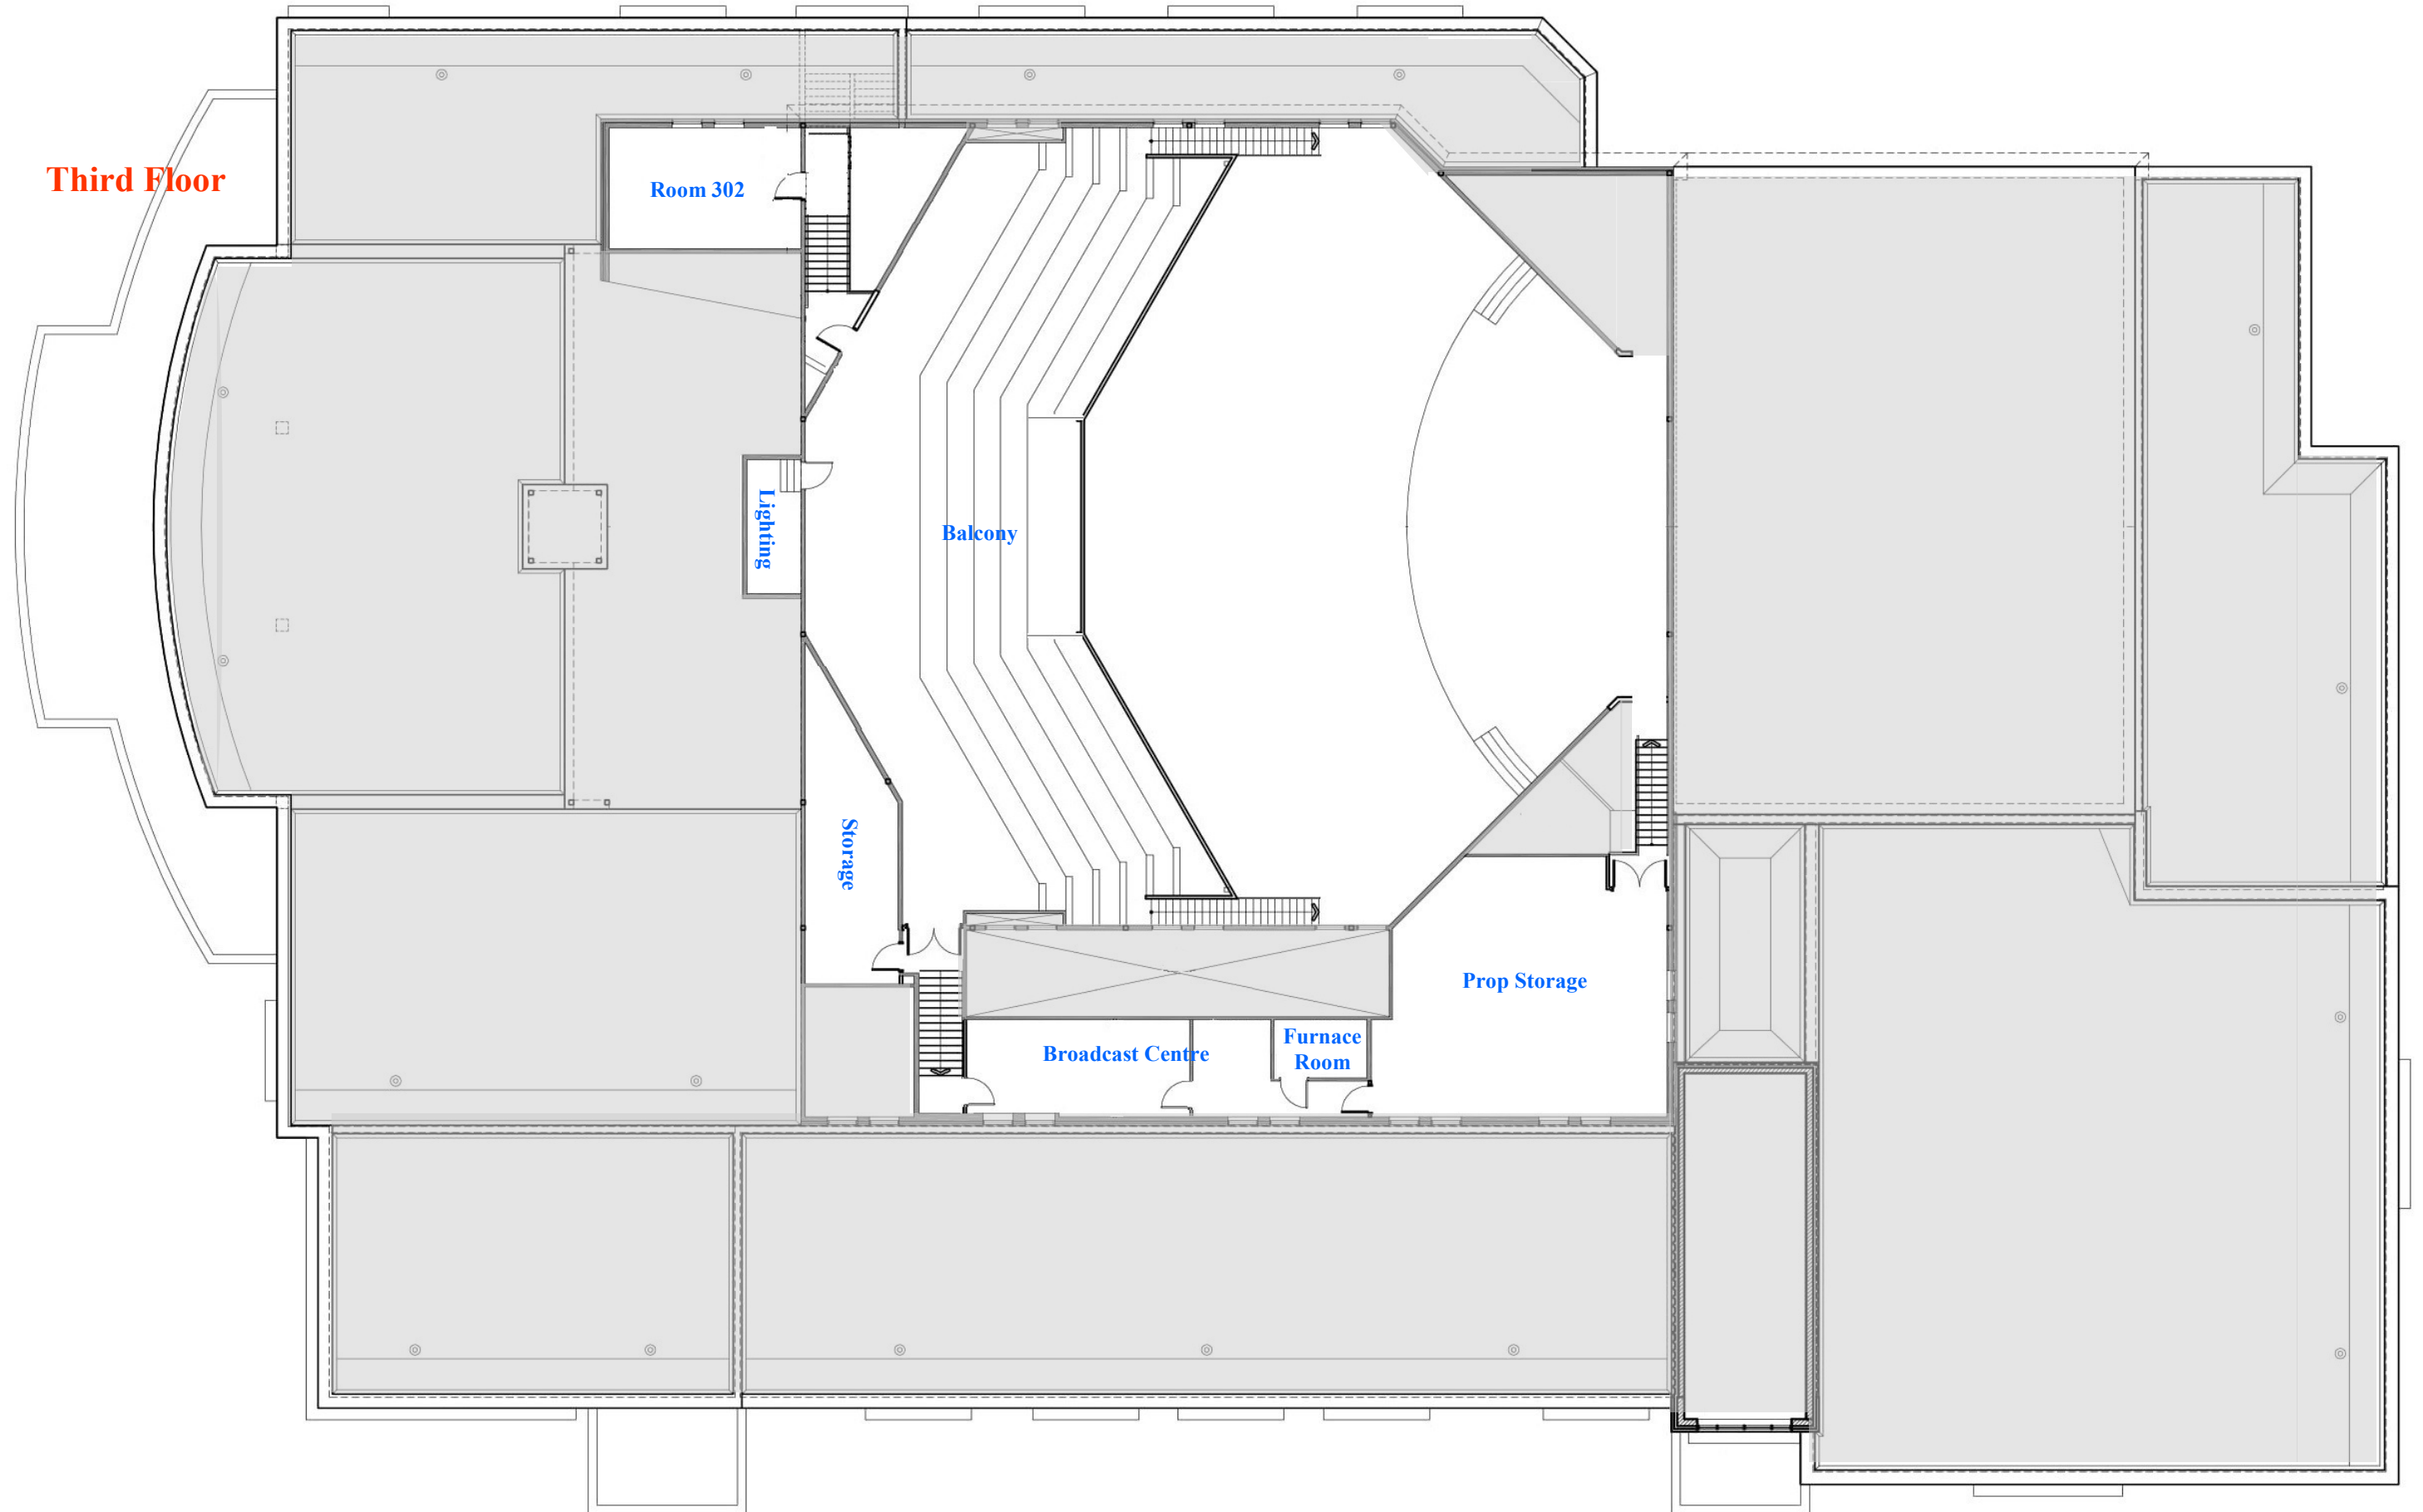 Third Floor
Room 302
Lighting
Balcony
Storage
Prop Storage
Broadcast Centre
Furnace
Room